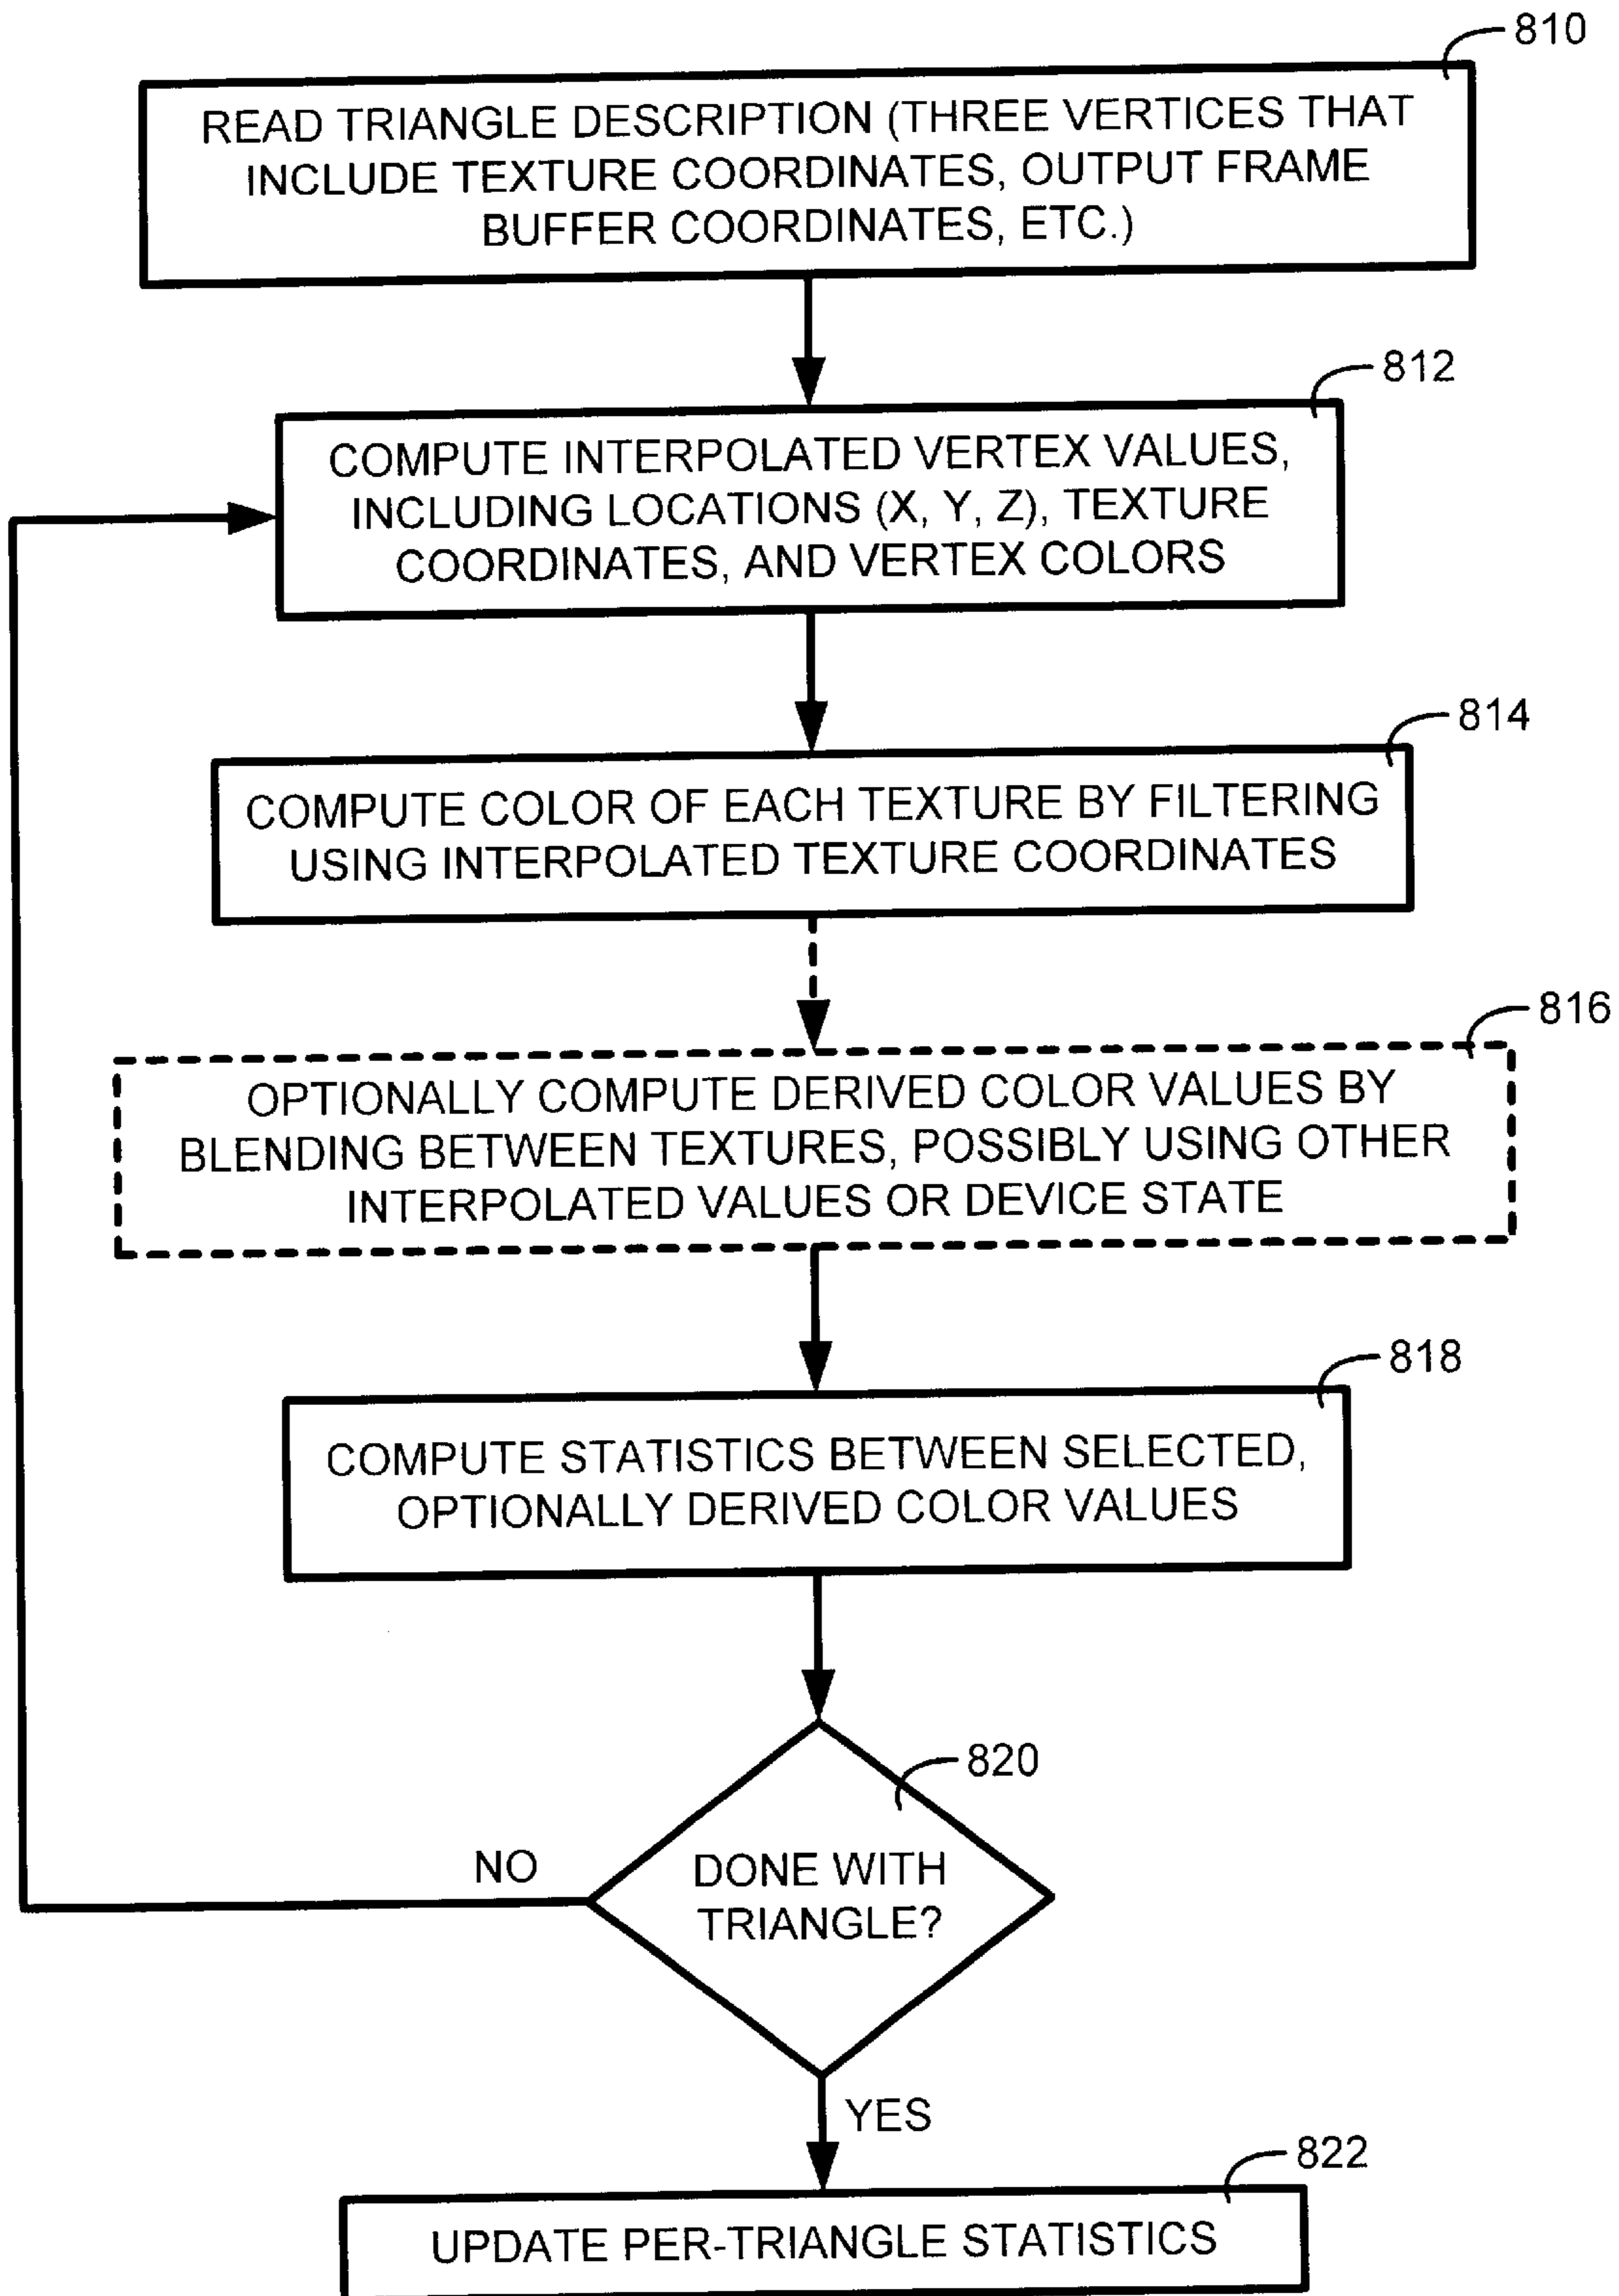 810
READ TRIANGLE DESCRIPTION (THREE VERTICES THAT
INCLUDE TEXTURE COORDINATES, OUTPUT FRAME
BUFFER COORDINATES, ETC.)
812
COMPUTE INTERPOLATED VERTEX VALUES,
INCLUDING LOCATIONS (X, Y, Z), TEXTURE
COORDINATES, AND VERTEX COLORS
814
COMPUTE COLOR OF EACH TEXTURE BY FILTERING
USING INTERPOLATED TEXTURE COORDINATES
816
OPTIONALLY COMPUTE DERIVED COLOR VALUES BY
BLENDING BETWEEN TEXTURES, POSSIBLY USING OTHER
INTERPOLATED VALUES OR DEVICE STATE
818
COMPUTE STATISTICS BETWEEN SELECTED,
OPTIONALLY DERIVED COLOR VALUES
820
NO
DONE WITH
TRIANGLE?
YES
822
UPDATE PER-TRIANGLE STATISTICS